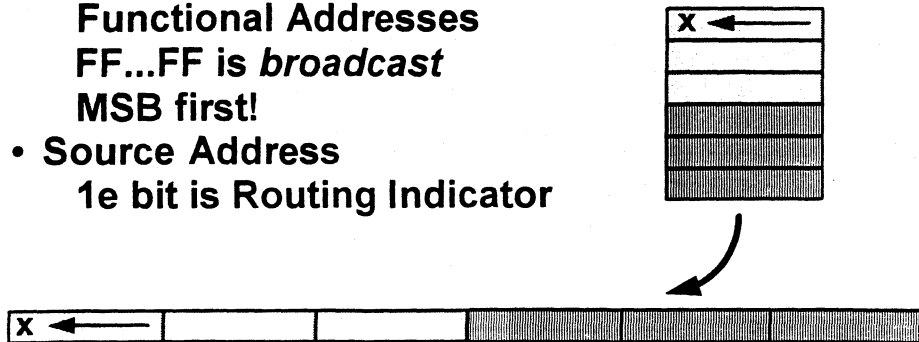 Functional Addresses
FF...FF is broadcast
MSB first!
• Source Address
1e bit is Routing Indicator
X
X